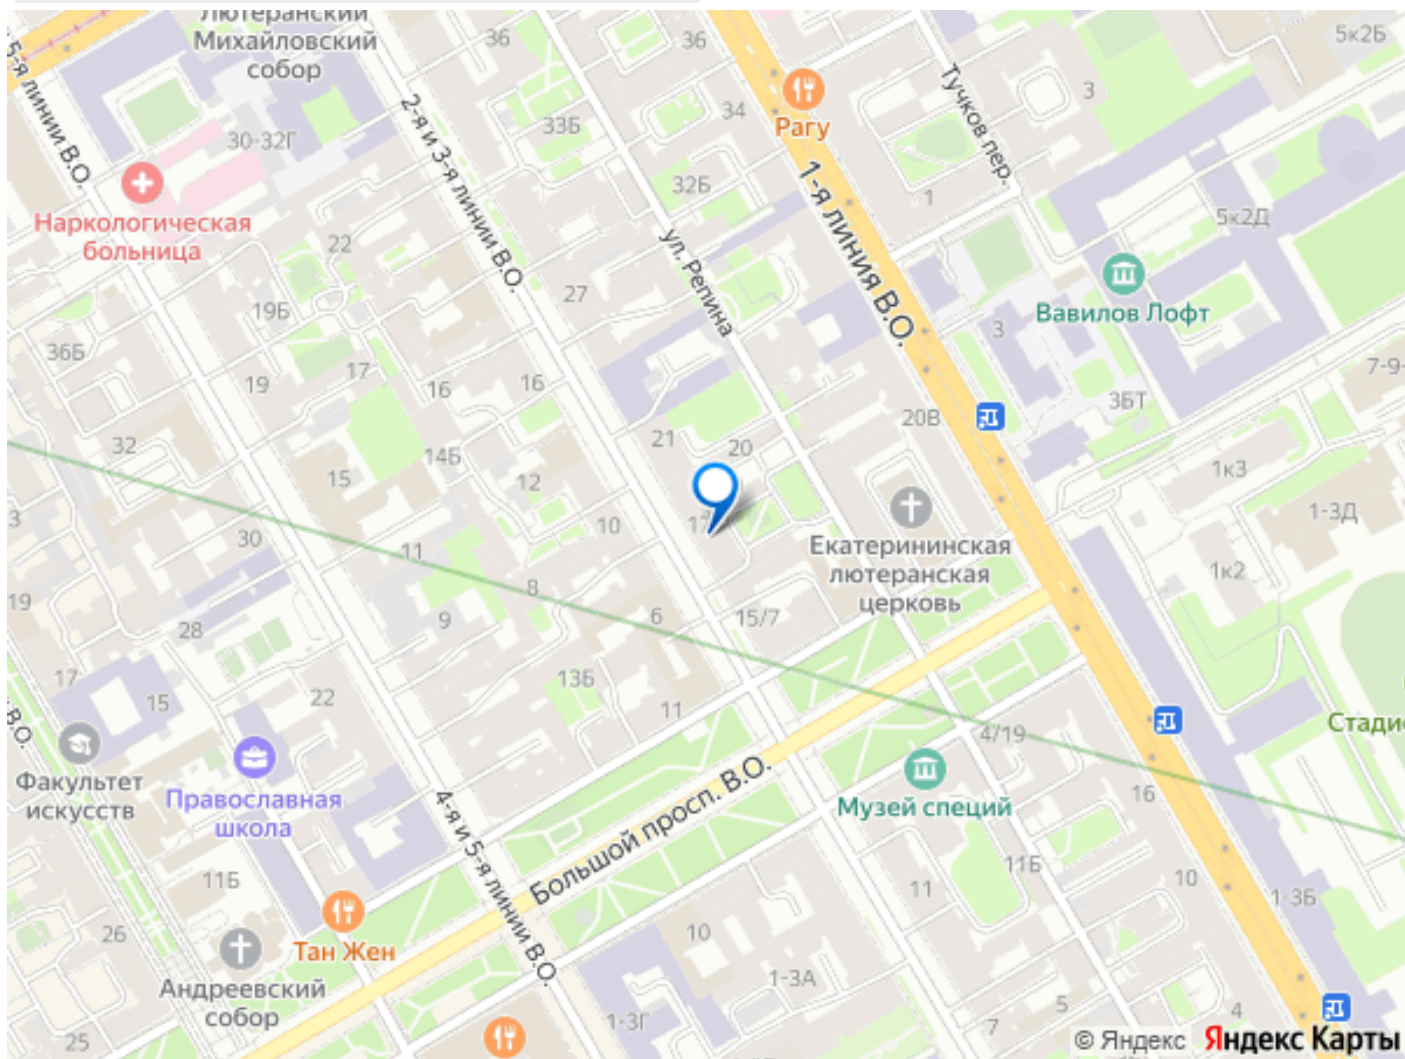 Лютеранский
Михайловский
собор
36
36
5к2Б
5-я линии В.О.
2-я и 3-я линии В.О.
33Б
34
Рагу
Тучков пер.
3
30-32Г
Наркологическая
больница
22
32Б
1
1-я линия В.О.
5к2Д
ул. Репина
27
Вавилов Лофт
19Б
36Б
19
17
16
16
3
7-9-
3БТ
20В
32
15
14Б
12
21
20
1к3
1-3Д
3
30
11
10
17
Екатерининская
лютеранская
церковь
1к2
19
28
9
8
6
15/7
17
15
22
13Б
11
В.О.
Факультет
искусств
Православная
школа
4-я и 5-я линии В.О.
Большой просп. В.О.
4/19
Музей специй
16
Стадио
11Б
Тан Жен
26
Андреевский
собор
25
10
1-3А
1-3Г
11
11Б
10
1-3Б
7
5
4
© Яндекс Яндекс Карты